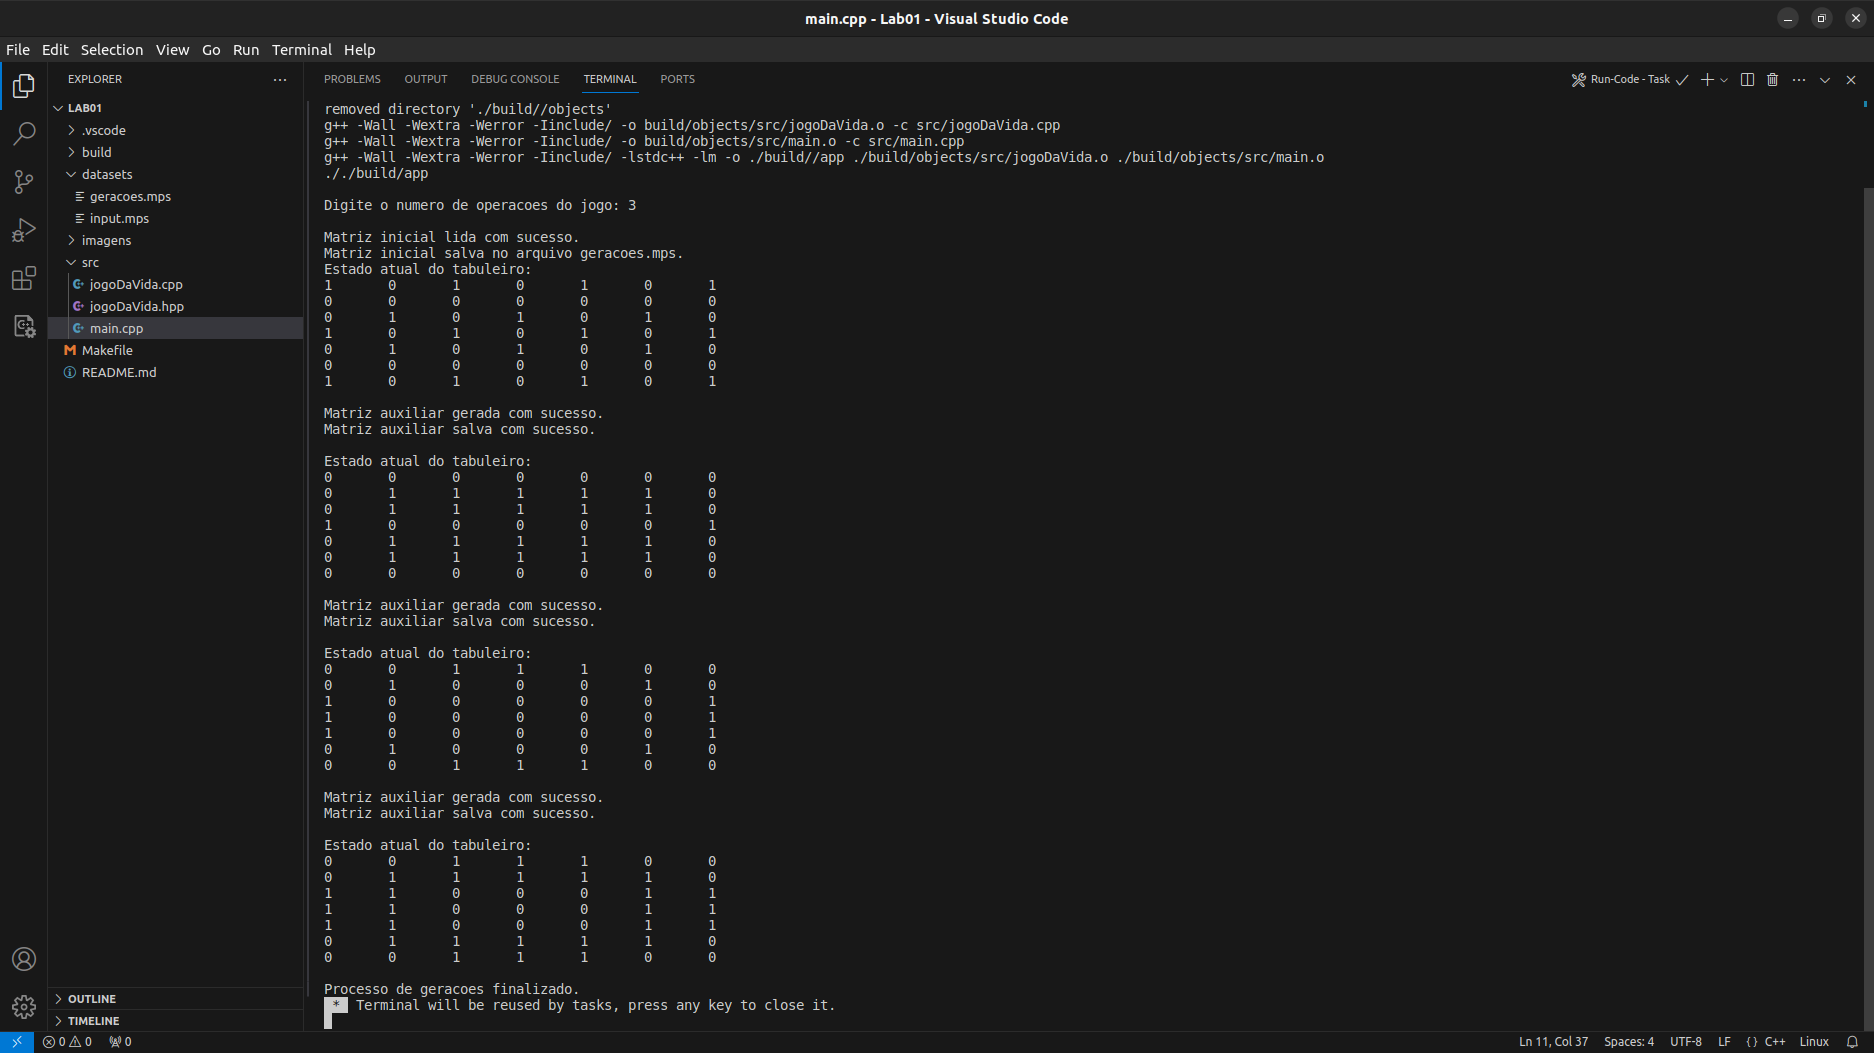 main.cpp - Lab01 - Visual Studio Code
File Edit Selection View Go Run Terminal Help
EXPLORER
LAB01
.vscode
build
datasets
geracoes.mps
input.mps
imagens
src
jogoDaVida.cpp
jogoDaVida.hpp
main.cpp
Makefile
README.md
OUTLINE
TIMELINE
PROBLEMS OUTPUT DEBUG CONSOLE TERMINAL PORTS
Run-Code - Task
removed directory './build//objects'
g++ -Wall -Wextra -Werror -Iinclude/ -o build/objects/src/jogoDaVida.o -c src/jogoDaVida.cpp
g++ -Wall -Wextra -Werror -Iinclude/ -o build/objects/src/main.o -c src/main.cpp
g++ -Wall -Wextra -Werror -Iinclude/ -lstdc++ -lm -o ./build//app ./build/objects/src/jogoDaVida.o ./build/objects/src/main.o
././build/app
Digite o numero de operacoes do jogo: 3
Matriz inicial lida com sucesso.
Matriz inicial salva no arquivo geracoes.mps.
Estado atual do tabuleiro:
1 0 1 0 1 0 1
0 0 0 0 0 0 0
0 1 0 1 0 1 0
1 0 1 0 1 0 1
0 1 0 1 0 1 0
0 0 0 0 0 0 0
1 0 1 0 1 0 1
Matriz auxiliar gerada com sucesso.
Matriz auxiliar salva com sucesso.
Estado atual do tabuleiro:
0 0 0 0 0 0 0
0 1 1 1 1 1 0
0 1 1 1 1 1 0
1 0 0 0 0 0 1
0 1 1 1 1 1 0
0 1 1 1 1 1 0
0 0 0 0 0 0 0
Matriz auxiliar gerada com sucesso.
Matriz auxiliar salva com sucesso.
Estado atual do tabuleiro:
0 0 1 1 1 0 0
0 1 0 0 0 1 0
1 0 0 0 0 0 1
1 0 0 0 0 0 1
1 0 0 0 0 0 1
0 1 0 0 0 1 0
0 0 1 1 1 0 0
Matriz auxiliar gerada com sucesso.
Matriz auxiliar salva com sucesso.
Estado atual do tabuleiro:
0 0 1 1 1 0 0
0 1 1 1 1 1 0
1 1 0 0 0 1 1
1 1 0 0 0 1 1
1 1 0 0 0 1 1
0 1 1 1 1 1 0
0 0 1 1 1 0 0
Processo de geracoes finalizado.
* Terminal will be reused by tasks, press any key to close it.
0 0 0
Ln 11, Col 37 Spaces: 4 UTF-8 LF {} C++ Linux